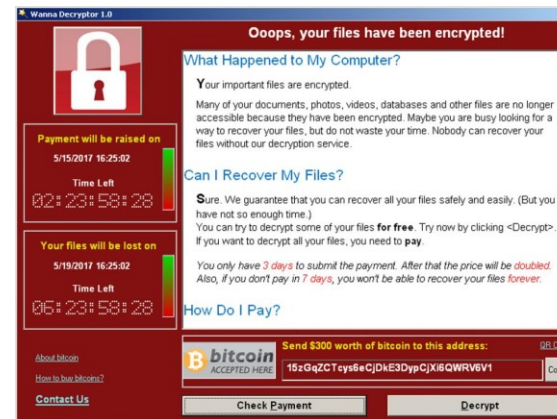 Wanna Decryptor 1.0
Ooops, your files have been encrypted!
What Happened to My Computer?
Your important files are encrypted.
Many of your documents, photos, videos, databases and other files are no longer
accessible because they have been encrypted. Maybe you are busy looking for a
way to recover your files, but do not waste your time. Nobody can recover your
files without our decryption service.
Can I Recover My Files?
Sure. We guarantee that you can recover all your files safely and easily. (But you
have not so enough time.)
You can try to decrypt some of your files for free. Try now by clicking <Decrypt>.
If you want to decrypt all your files, you need to pay.
You only have 3 days to submit the payment. After that the price will be doubled.
Also, if you don't pay in 7 days, you won't be able to recover your files forever.
How Do I Pay?
Payment will be raised on
5/15/2017 16:25:02
Time Left
02:23:58:28
Your files will be lost on
5/19/2017 16:25:02
Time Left
06:23:58:28
About bitcoin
How to buy bitcoins?
Contact Us
bitcoin
ACCEPTED HERE
Send $300 worth of bitcoin to this address:
QR C
15zGqZCTcys6eCjDkE3DypCjXi6QWRV6V1
Co
Check Payment
Decrypt